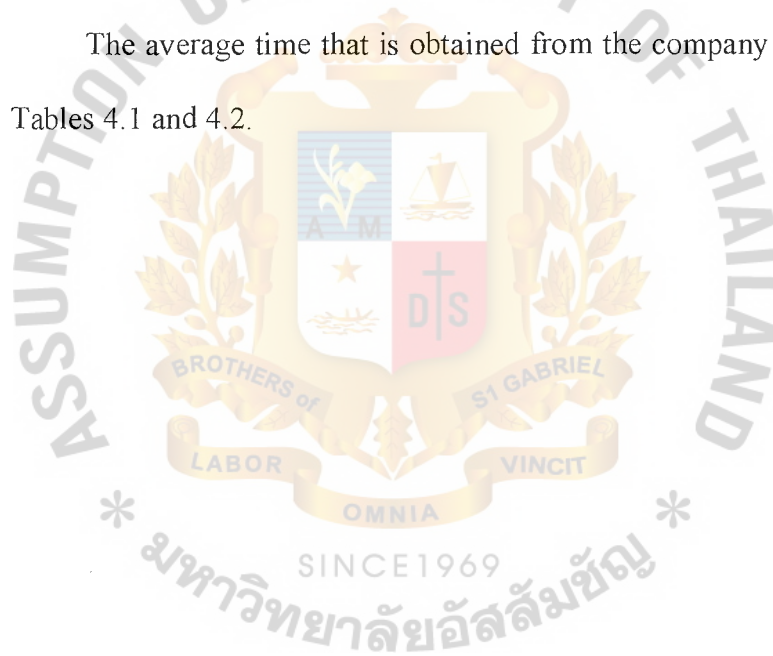 The average time that is obtained from the company
Tables 4.1 and 4.2.
ASSUMPTION OF THAILAND
A M
D S
BROTHERS of S1 GABRIEL
LABOR VINCIT
OMNIA
* SINCE1969 *
มหาวิทยาลัยอัสสัมชัญ